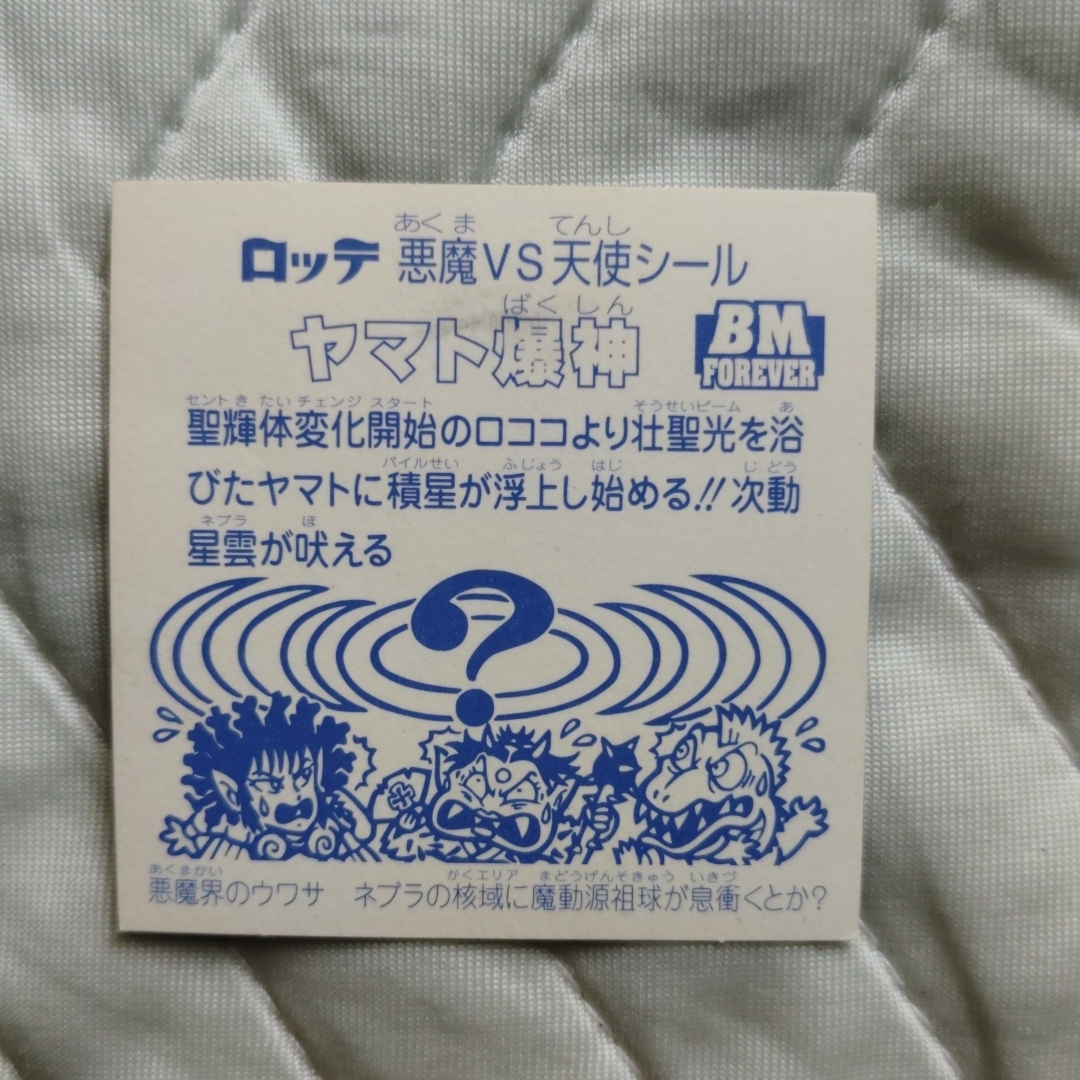 あくま てんし
ロッテ 悪魔VS天使シール
ばくしん
ヤマト爆神
BM
FOREVER
セントき たいチェンジ スタート そうせいビーム あ
聖輝体変化開始のロココより壮聖光を浴
パイルせい ふじょう はじ じどう
びたヤマトに積星が浮上し始める!!次動
ネブラ ほ
星雲が吠える
?
あくまかい かくエリア まどうげんそきゅう いきづ
悪魔界のウワサ ネブラの核域に魔動源祖球が息衝くとか?